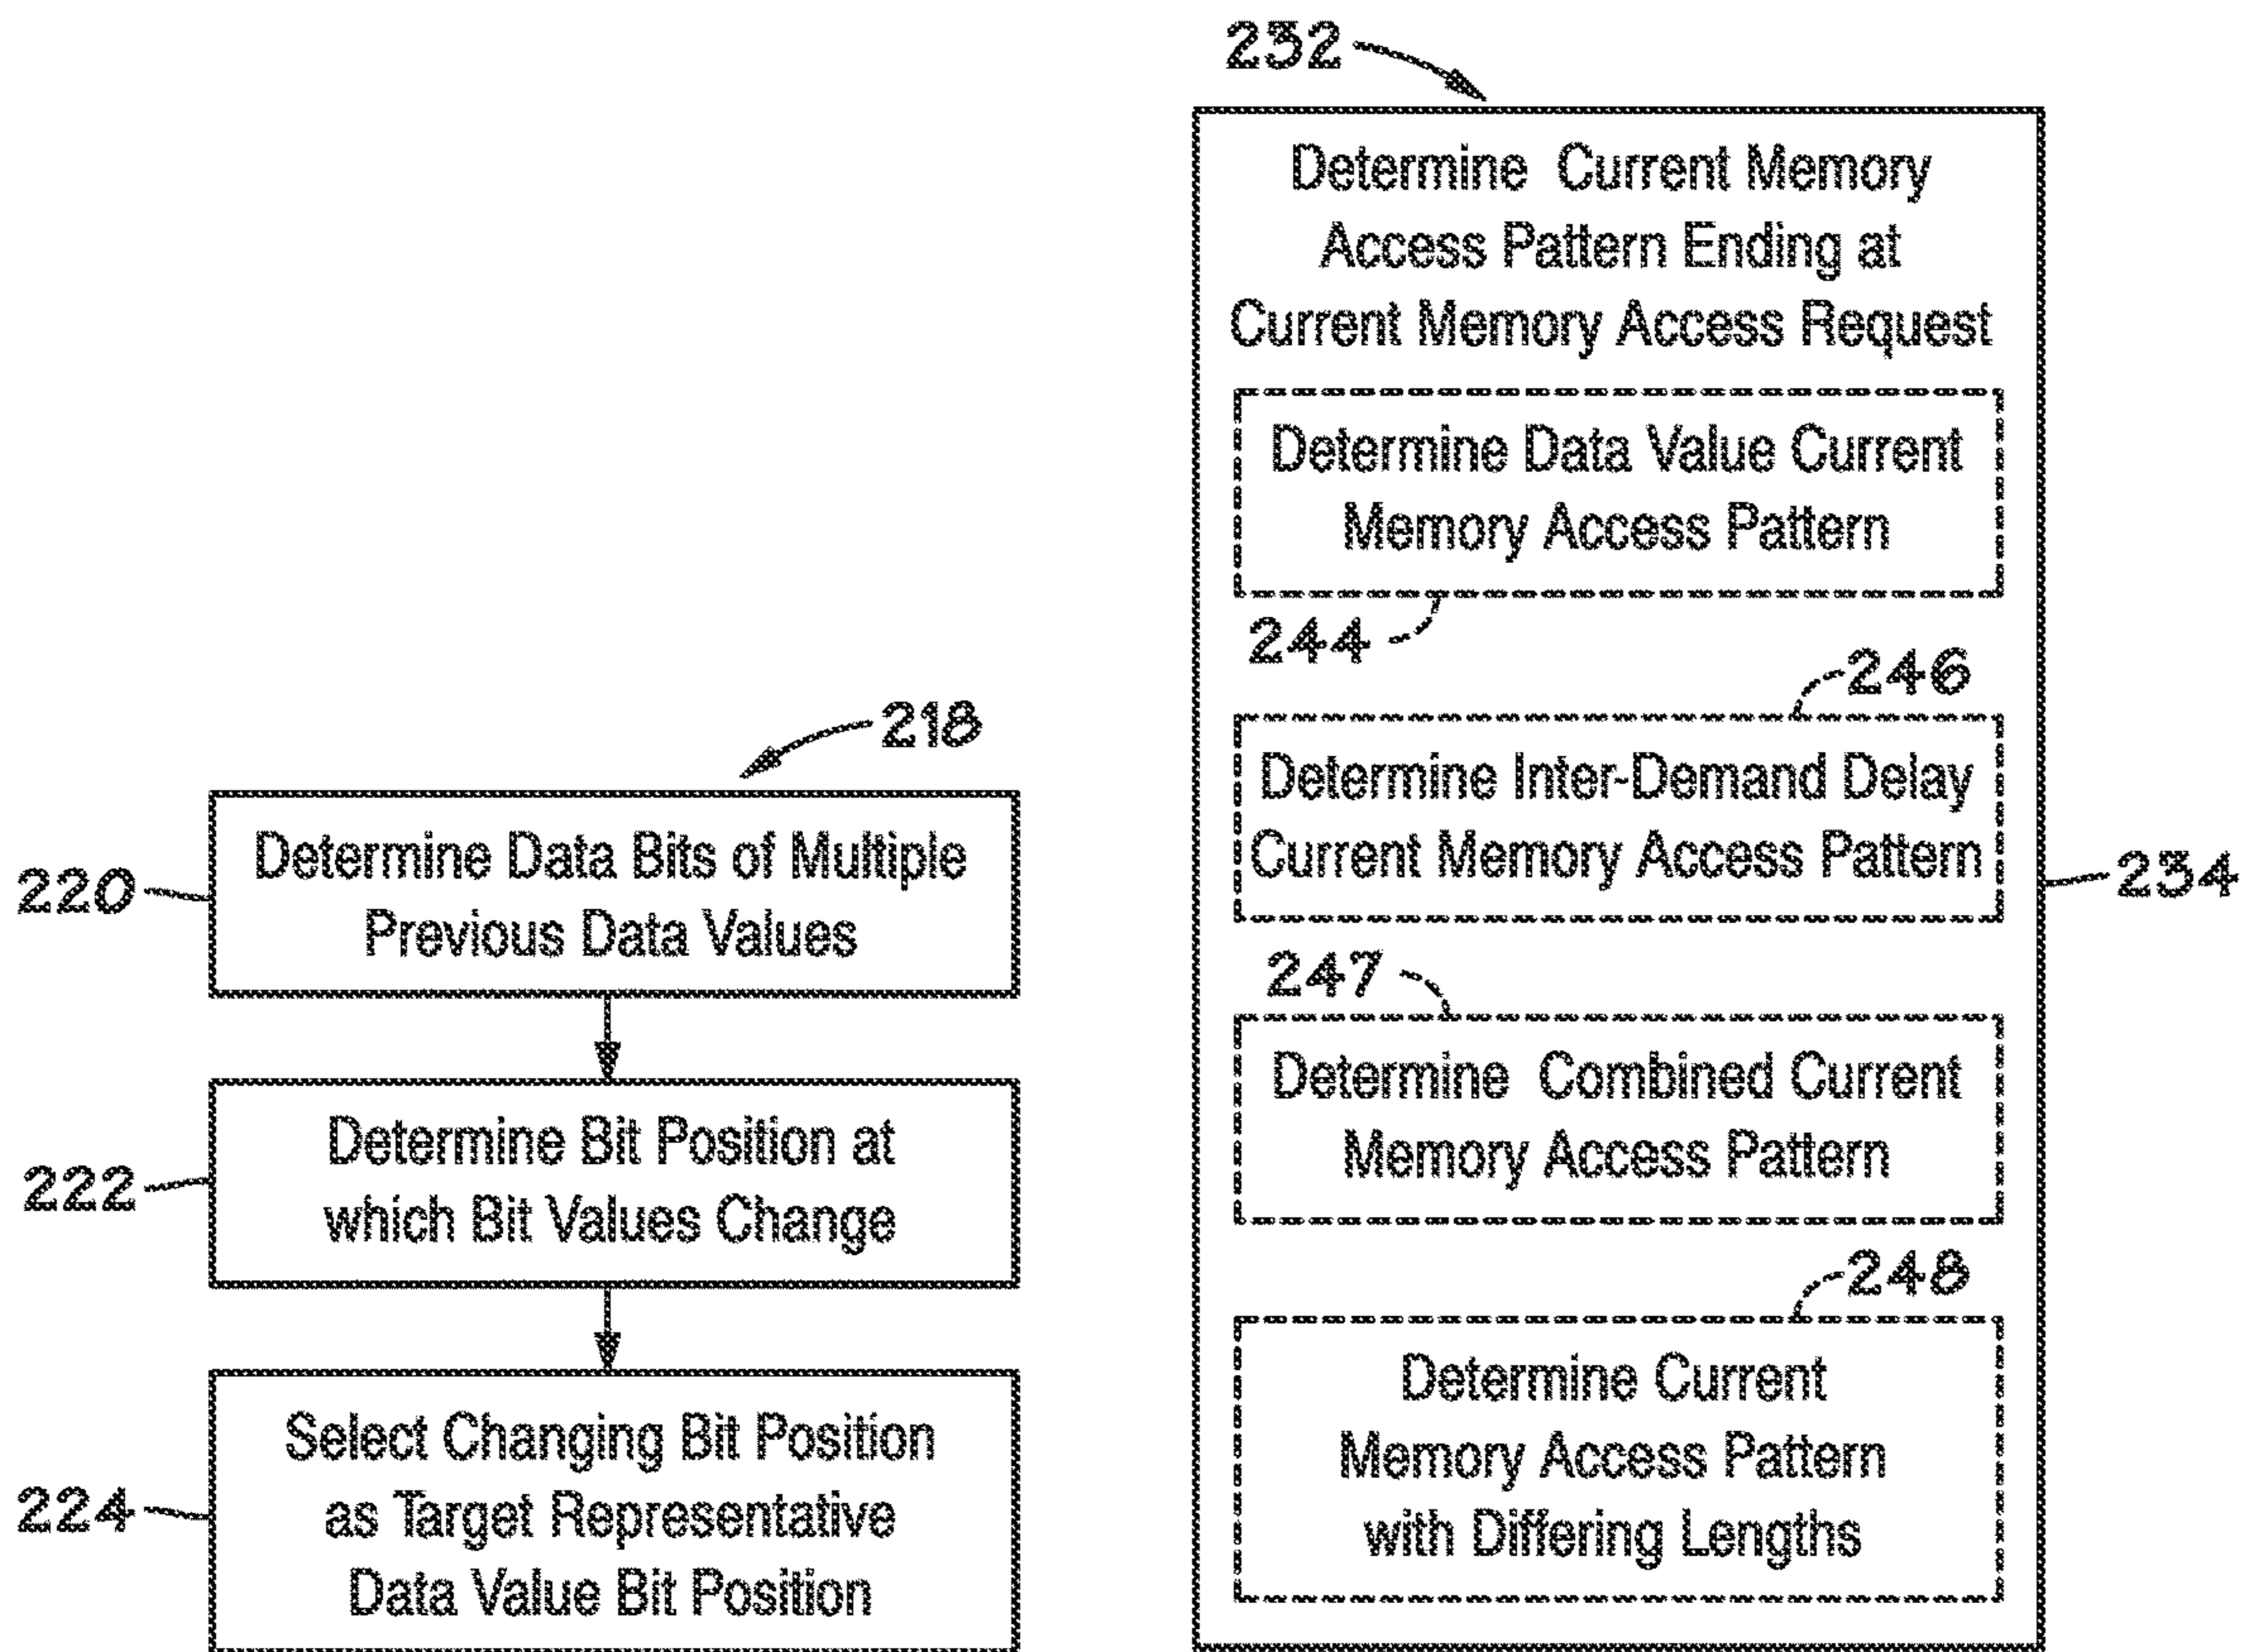 218
220
Determine Data Bits of Multiple
Previous Data Values
222
Determine Bit Position at
which Bit Values Change
224
Select Changing Bit Position
as Target Representative
Data Value Bit Position
232
Determine Current Memory
Access Pattern Ending at
Current Memory Access Request
Determine Data Value Current
Memory Access Pattern
244
246
Determine Inter-Demand Delay
Current Memory Access Pattern
234
247
Determine Combined Current
Memory Access Pattern
248
Determine Current
Memory Access Pattern
with Differing Lengths